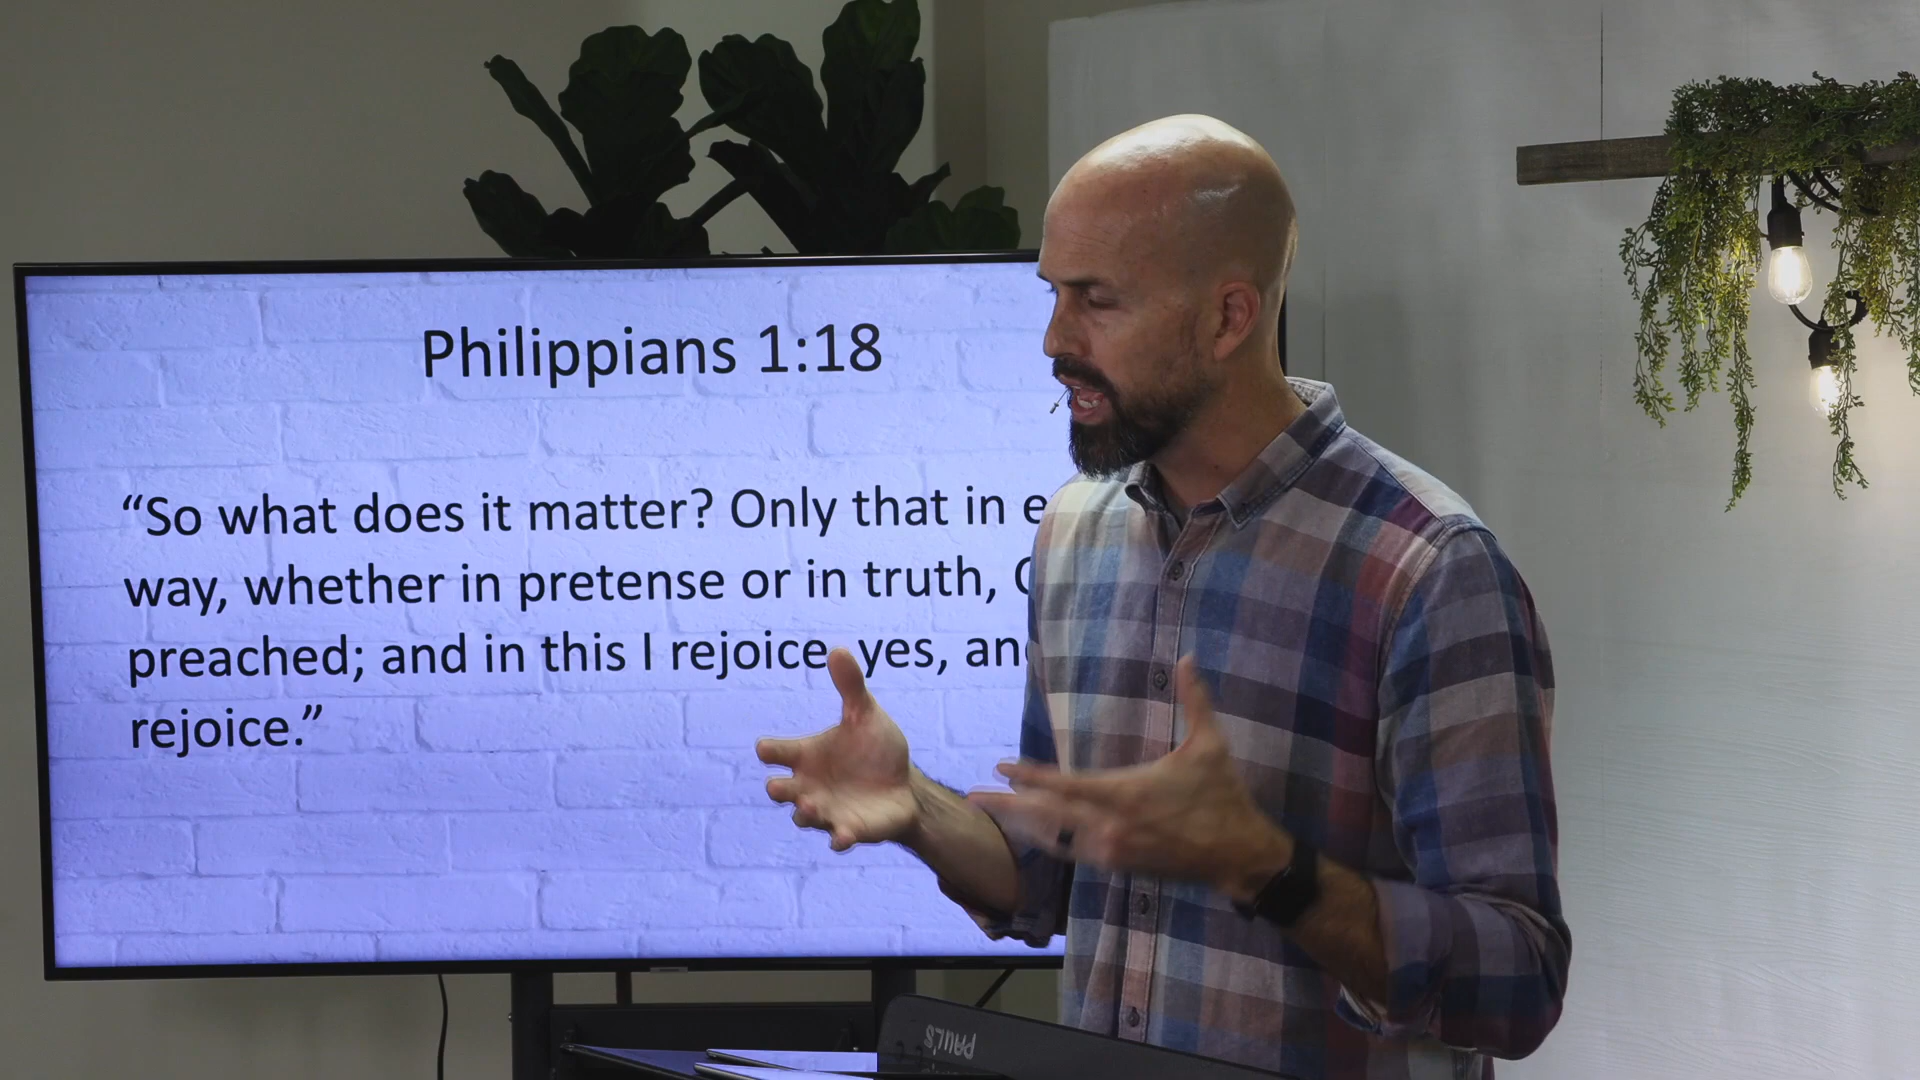 Philippians 1:18
“So what does it matter? Only that in
way, whether in pretense or in truth,
preached; and in this I rejoice, yes,
rejoice.”
PAUL'S